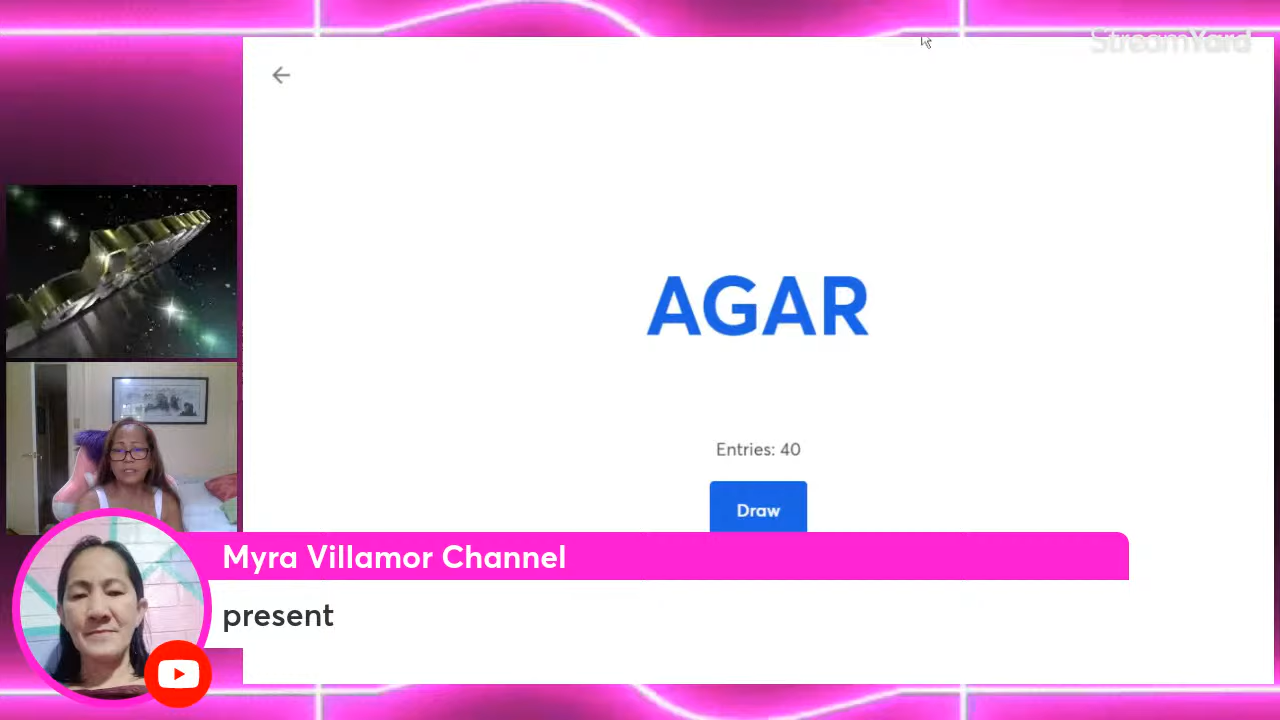 StreamYard
AGAR
Entries: 40
Draw
Myra Villamor Channel
present